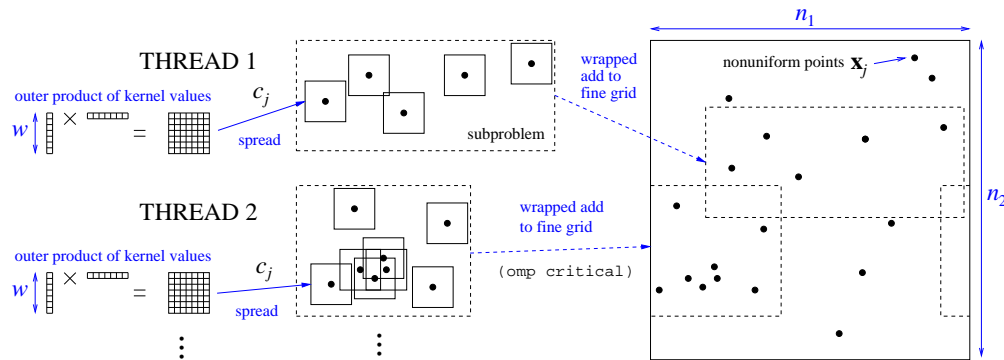 THREAD 1
outer product of kernel values
w
×
=
c_j
spread
subproblem
wrapped
add to
fine grid
n_1
nonuniform points x_j
n_2
THREAD 2
outer product of kernel values
w
×
=
c_j
spread
wrapped add
to fine grid
(omp critical)